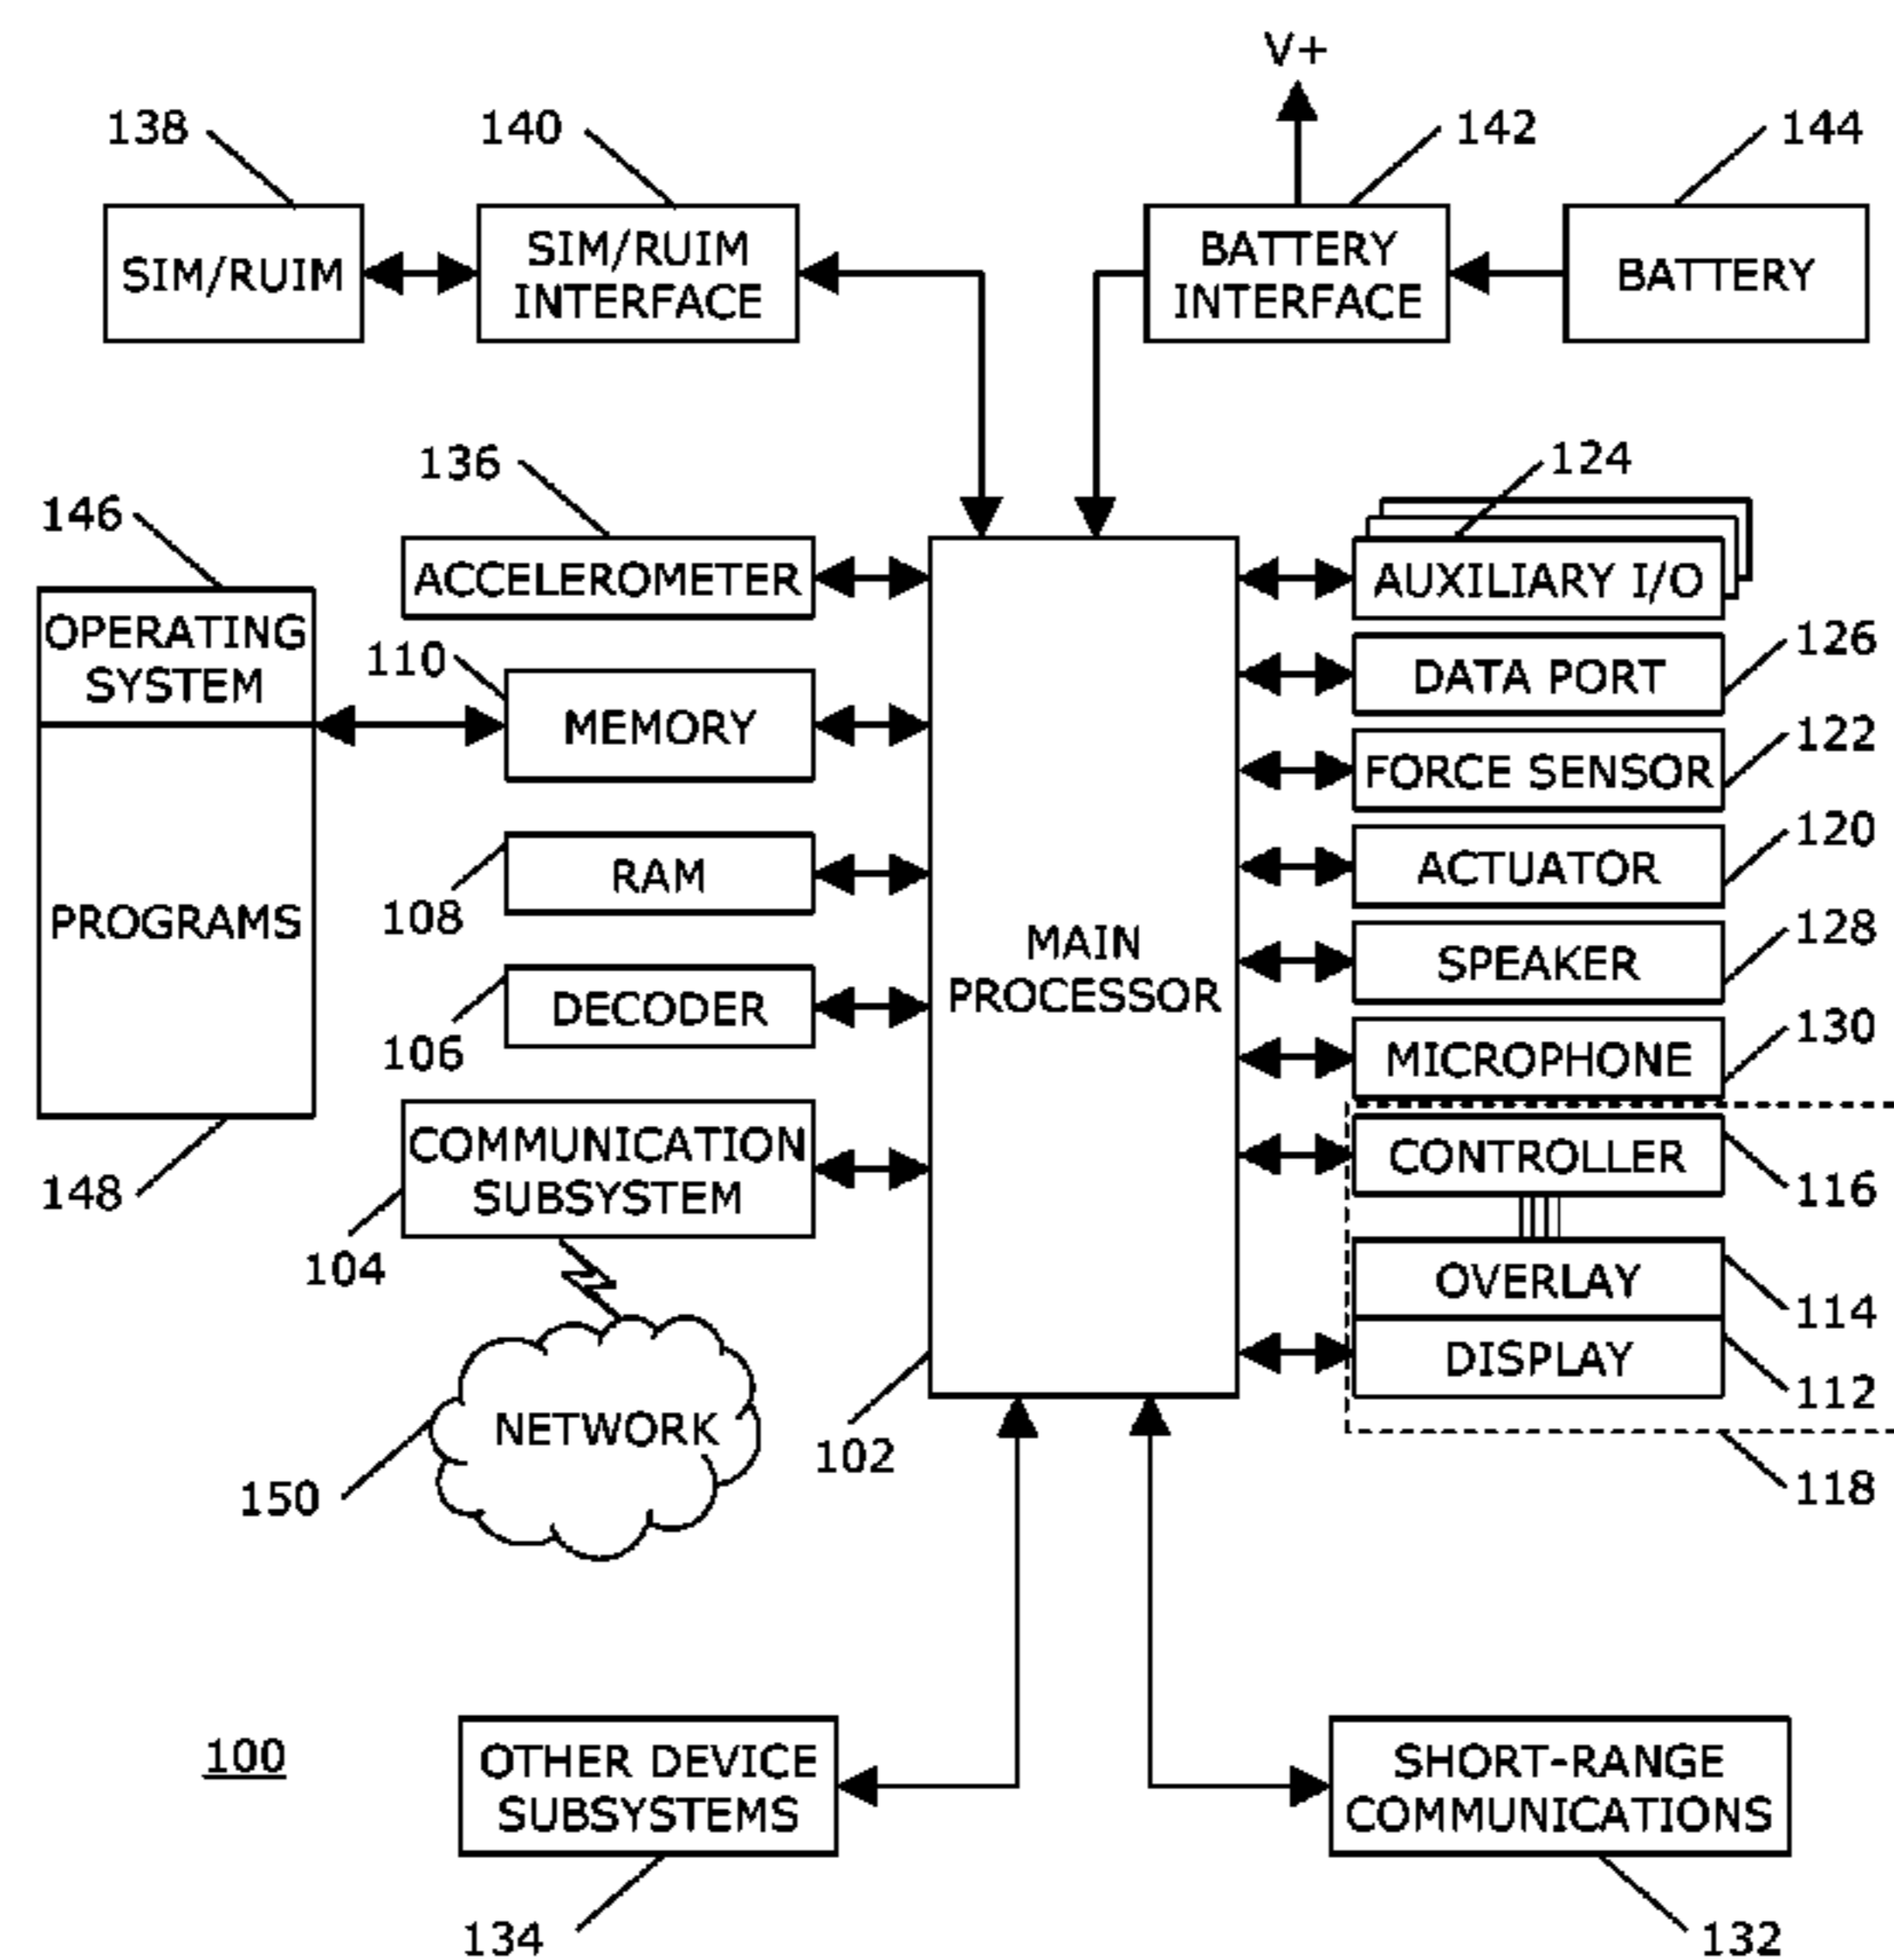 V+
138
140
142
144
SIM/RUIM
SIM/RUIM
INTERFACE
BATTERY
INTERFACE
BATTERY
136
124
146
ACCELEROMETER
AUXILIARY I/O
OPERATING
SYSTEM
110
MEMORY
126
DATA PORT
122
FORCE SENSOR
120
ACTUATOR
RAM
108
PROGRAMS
MAIN
PROCESSOR
128
SPEAKER
DECODER
106
130
MICROPHONE
COMMUNICATION
SUBSYSTEM
CONTROLLER
148
116
104
OVERLAY
114
DISPLAY
112
NETWORK
102
150
118
100
OTHER DEVICE
SUBSYSTEMS
SHORT-RANGE
COMMUNICATIONS
134
132